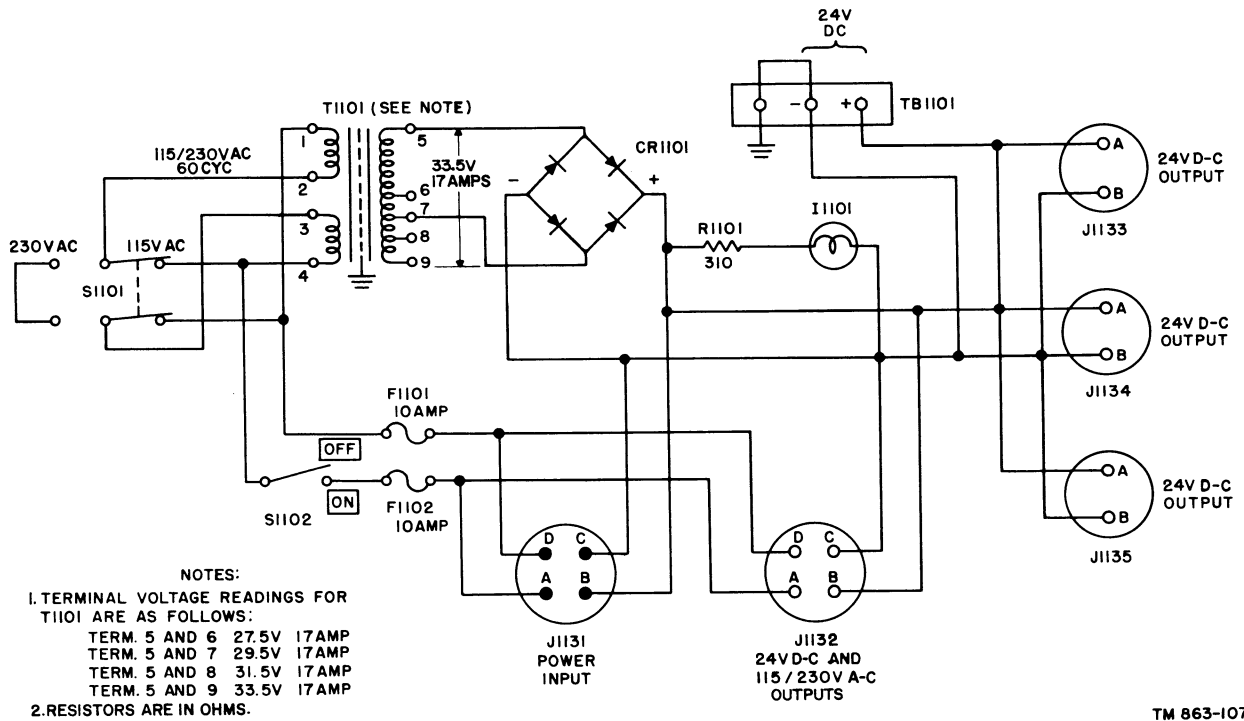 24V
DC
- +
TB1101
T1101 (SEE NOTE)
1
2
3
4
5
6
7
8
9
115/230VAC
60CYC
33.5V
17AMPS
CR1101
-
+
A
B
24V D-C
OUTPUT
J1133
R1101
310
I1101
230VAC
115VAC
S1101
A
B
24V D-C
OUTPUT
J1134
F1101
10AMP
OFF
ON
S1102
F1102
10AMP
A
B
24V D-C
OUTPUT
J1135
D C
A B
J1131
POWER
INPUT
D C
A B
J1132
24VD-C AND
115/230V A-C
OUTPUTS
NOTES:
1. TERMINAL VOLTAGE READINGS FOR
T1101 ARE AS FOLLOWS:
TERM. 5 AND 6 27.5V 17AMP
TERM. 5 AND 7 29.5V 17AMP
TERM. 5 AND 8 31.5V 17AMP
TERM. 5 AND 9 33.5V 17AMP
2. RESISTORS ARE IN OHMS.
TM 863-107